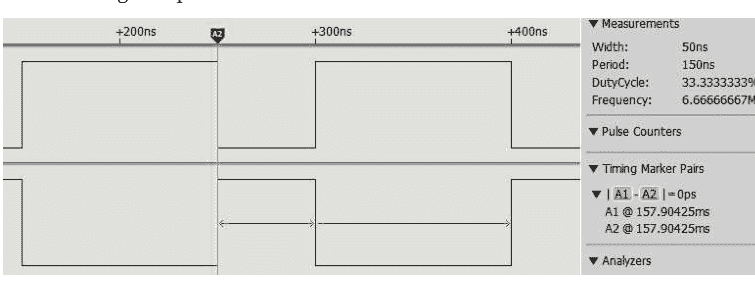 +200ns
A2
+300ns
+400ns
Measurements
Width: 50ns
Period: 150ns
DutyCycle: 33.3333333%
Frequency: 6.66666667M
Pulse Counters
Timing Marker Pairs
| A1 - A2 | = 0ps
A1 @ 157.90425ms
A2 @ 157.90425ms
Analyzers